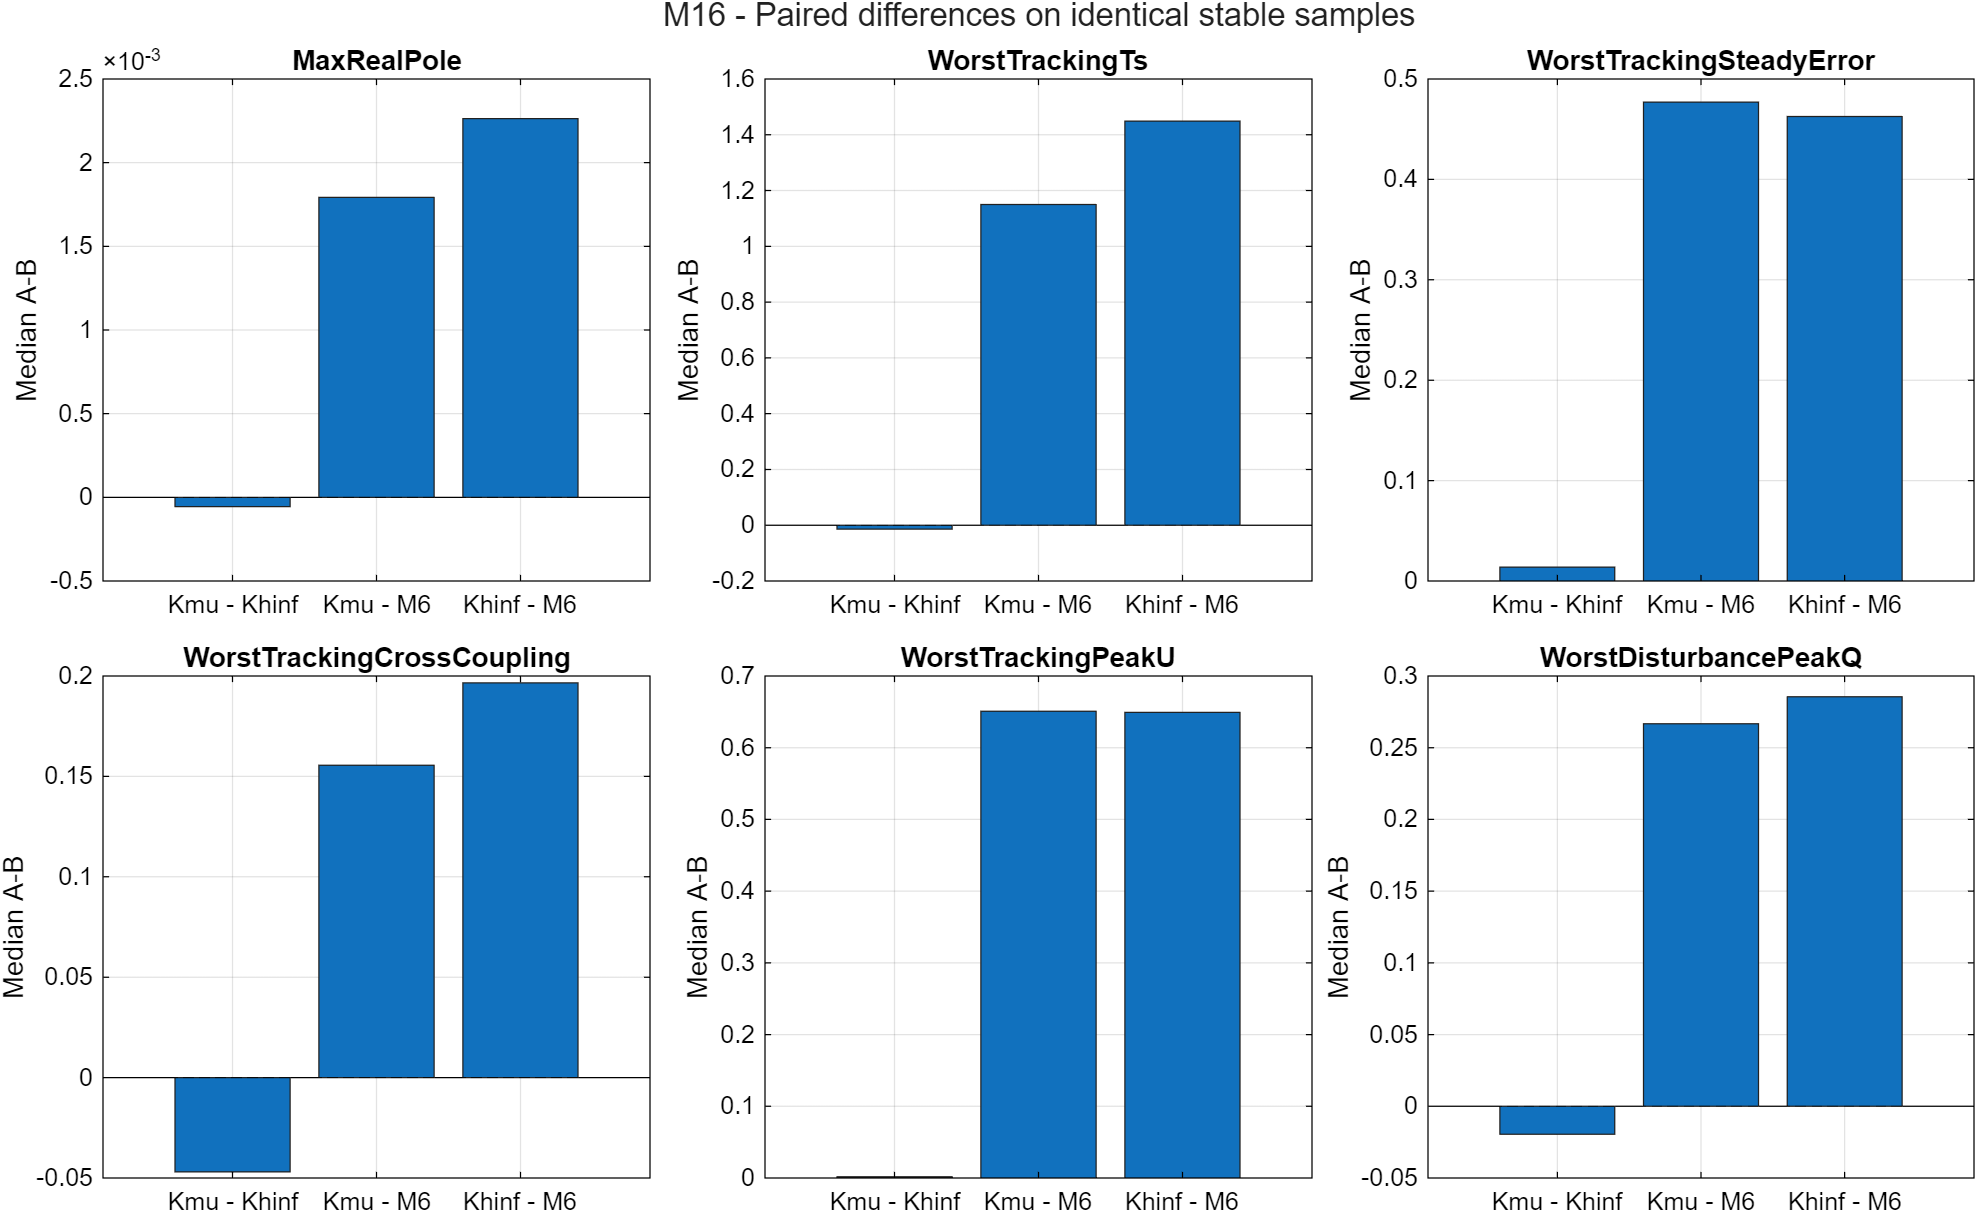 M16 - Paired differences on identical stable samples
MaxRealPole
×10-3
Median A-B
2.5
2
1.5
1
0.5
0
-0.5
Kmu - Khinf
Kmu - M6
Khinf - M6
WorstTrackingTs
Median A-B
1.6
1.4
1.2
1
0.8
0.6
0.4
0.2
0
-0.2
Kmu - Khinf
Kmu - M6
Khinf - M6
WorstTrackingSteadyError
Median A-B
0.5
0.4
0.3
0.2
0.1
0
Kmu - Khinf
Kmu - M6
Khinf - M6
WorstTrackingCrossCoupling
Median A-B
0.2
0.15
0.1
0.05
0
-0.05
Kmu - Khinf
Kmu - M6
Khinf - M6
WorstTrackingPeakU
Median A-B
0.7
0.6
0.5
0.4
0.3
0.2
0.1
0
Kmu - Khinf
Kmu - M6
Khinf - M6
WorstDisturbancePeakQ
Median A-B
0.3
0.25
0.2
0.15
0.1
0.05
0
-0.05
Kmu - Khinf
Kmu - M6
Khinf - M6